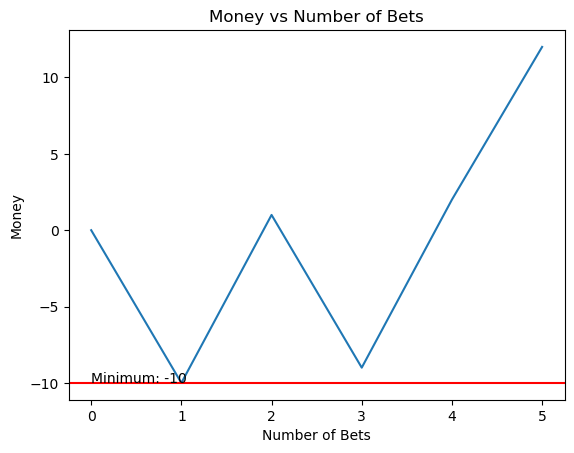 Money vs Number of Bets
10
5
0
−5
−10
Money
Minimum: -10
0 1 2 3 4 5
Number of Bets